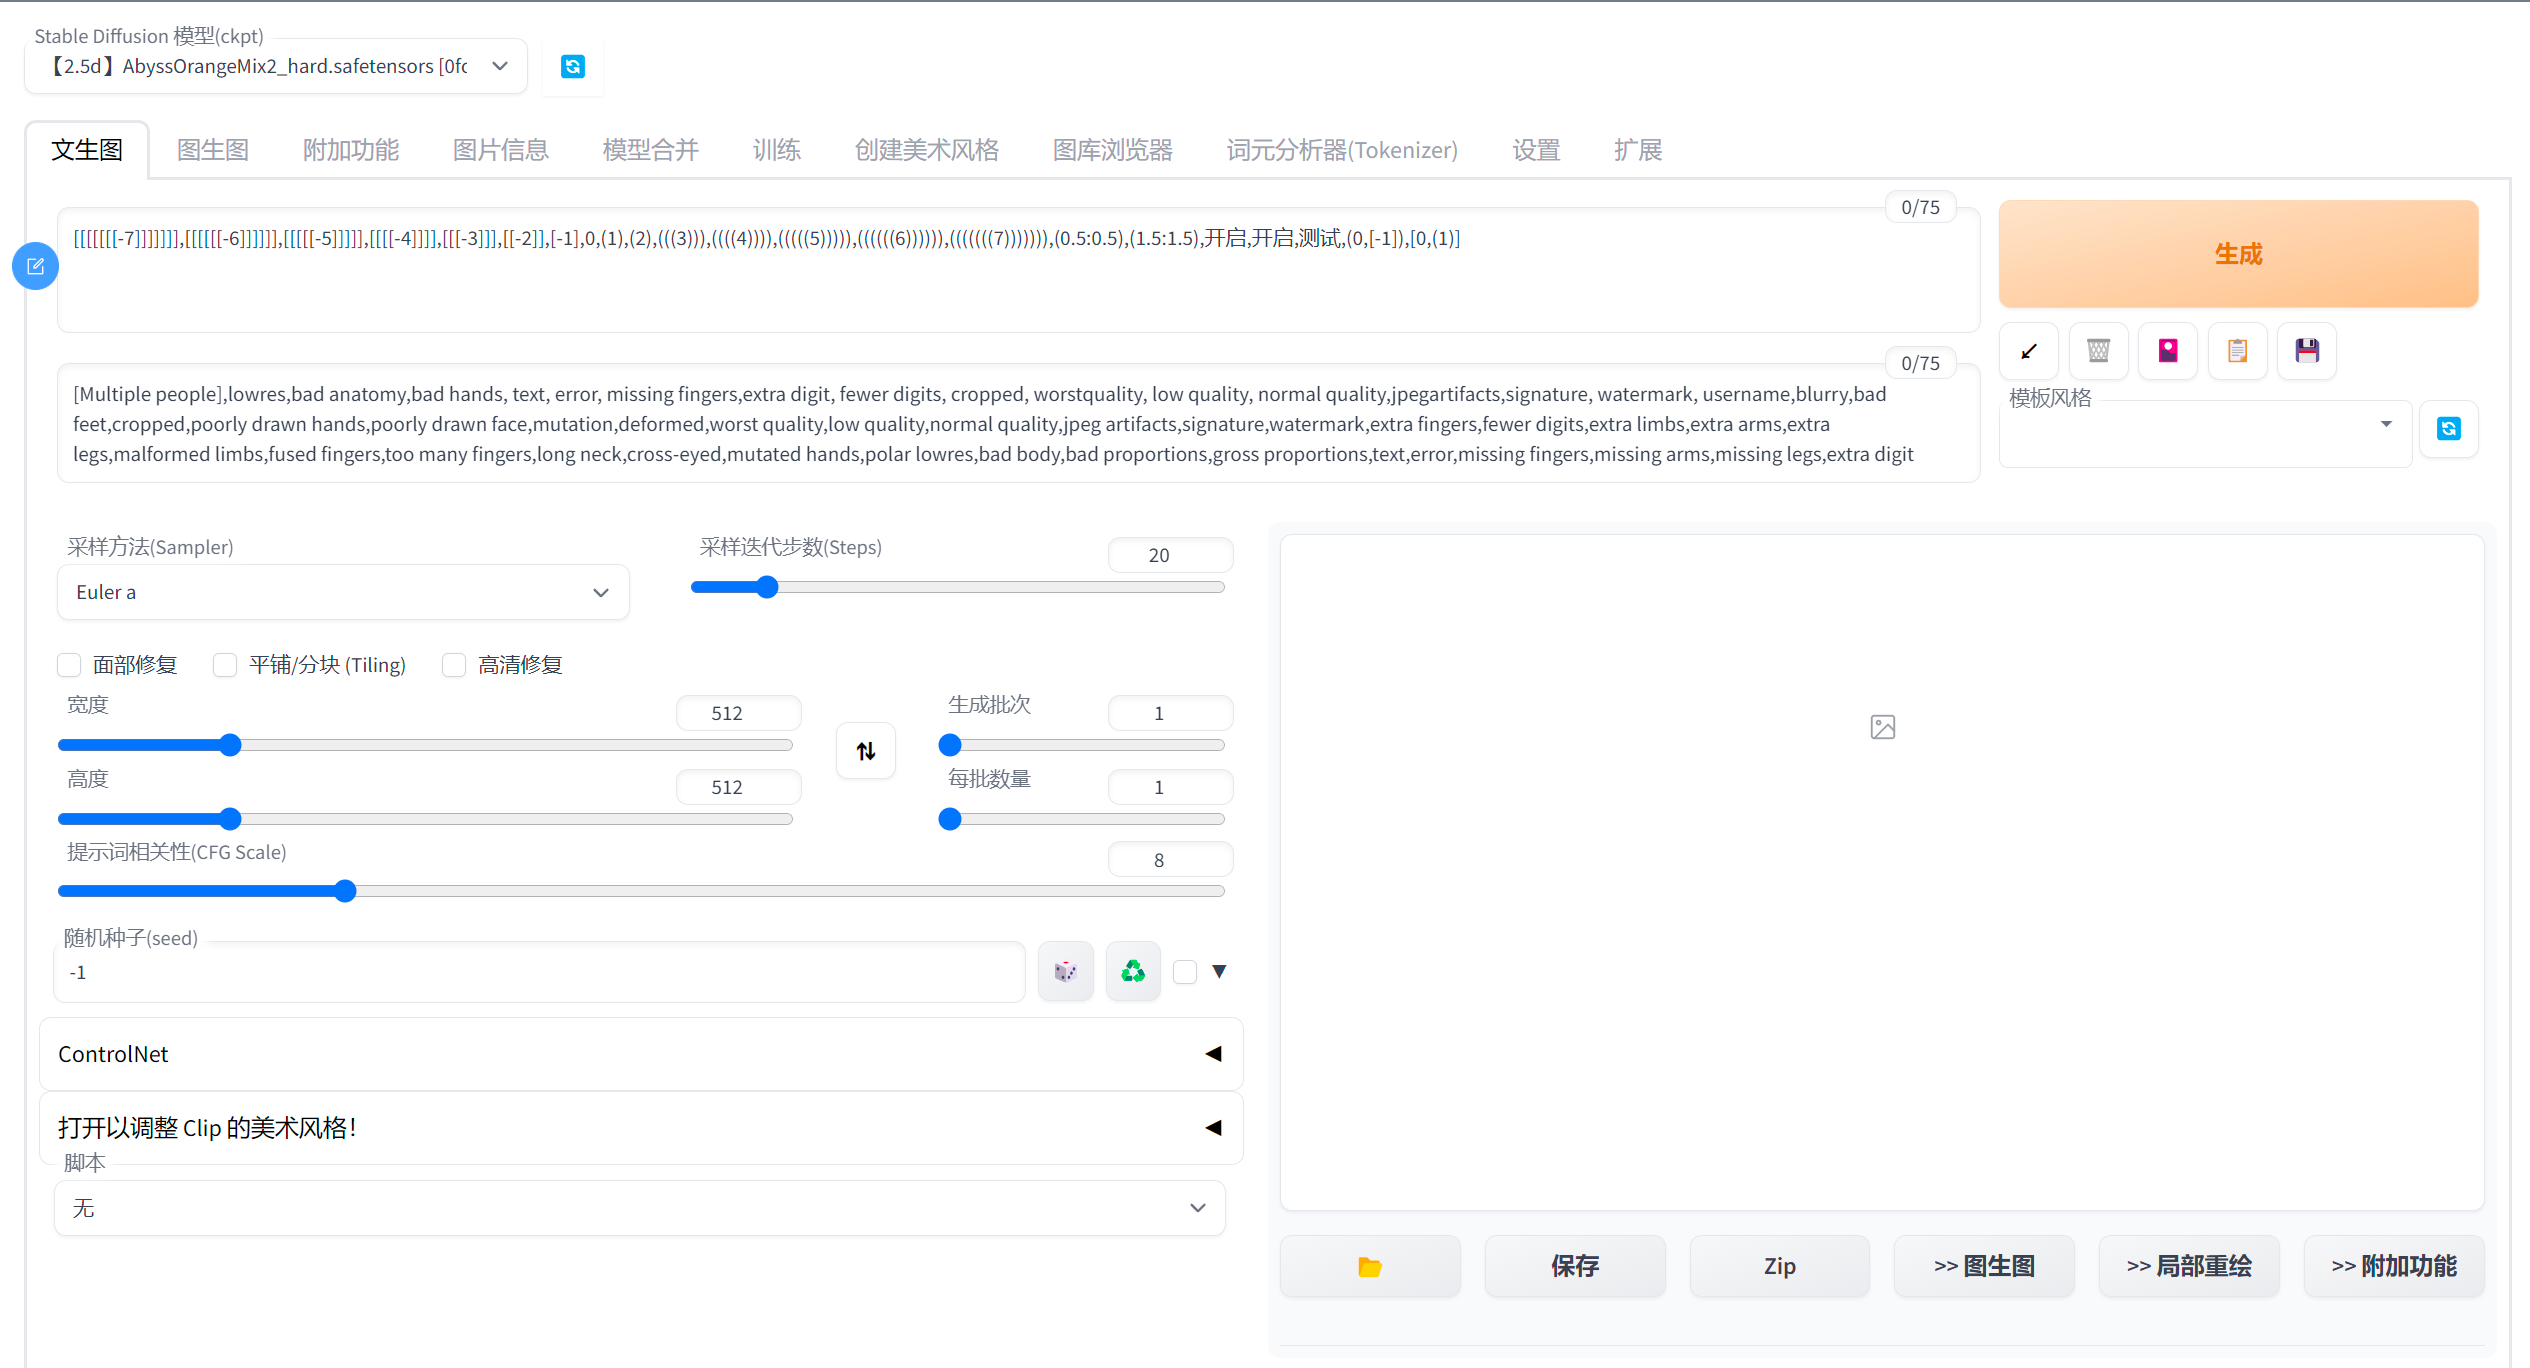 Stable Diffusion 模型(ckpt)
【2.5d】AbyssOrangeMix2_hard.safetensors [0fc
文生图 图生图 附加功能 图片信息 模型合并 训练 创建美术风格 图库浏览器 词元分析器(Tokenizer) 设置 扩展
0/75
[[[[[[[-7]]]]]]],[[[[[[-6]]]]]],[[[[[-5]]]]],[[[[-4]]]],[[[-3]]],[[-2]],[-1],0,(1),(2),(((3))),((((4)))),(((((5))))),((((((6)))))),(((((((7))))))),(0.5:0.5),(1.5:1.5),开启,开启,测试,(0,[-1]),[0,(1)]
生成
0/75
[Multiple people],lowres,bad anatomy,bad hands, text, error, missing fingers,extra digit, fewer digits, cropped, worstquality, low quality, normal quality,jpegartifacts,signature, watermark, username,blurry,bad
feet,cropped,poorly drawn hands,poorly drawn face,mutation,deformed,worst quality,low quality,normal quality,jpeg artifacts,signature,watermark,extra fingers,fewer digits,extra limbs,extra arms,extra
legs,malformed limbs,fused fingers,too many fingers,long neck,cross-eyed,mutated hands,polar lowres,bad body,bad proportions,gross proportions,text,error,missing fingers,missing arms,missing legs,extra digit
模板风格
采样方法(Sampler)
Euler a
采样迭代步数(Steps)
20
面部修复 平铺/分块 (Tiling) 高清修复
宽度
512
生成批次
1
高度
512
每批数量
1
提示词相关性(CFG Scale)
8
随机种子(seed)
-1
ControlNet
打开以调整 Clip 的美术风格！
脚本
无
保存 Zip >> 图生图 >> 局部重绘 >> 附加功能